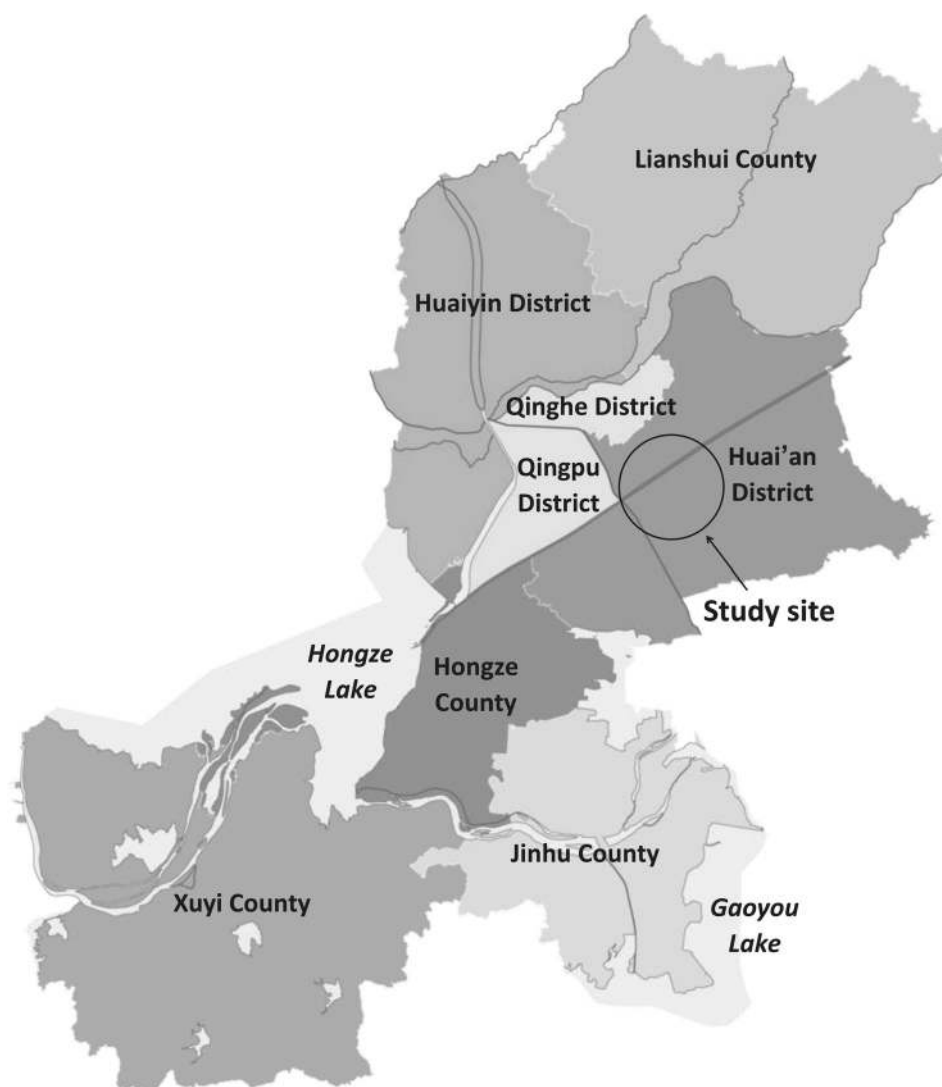 Lianshui County
Huaiyin District
Qinghe District
Qingpu
District
Huai’an
District
Study site
Hongze
Lake
Hongze
County
Jinhu County
Xuyi County
Gaoyou
Lake